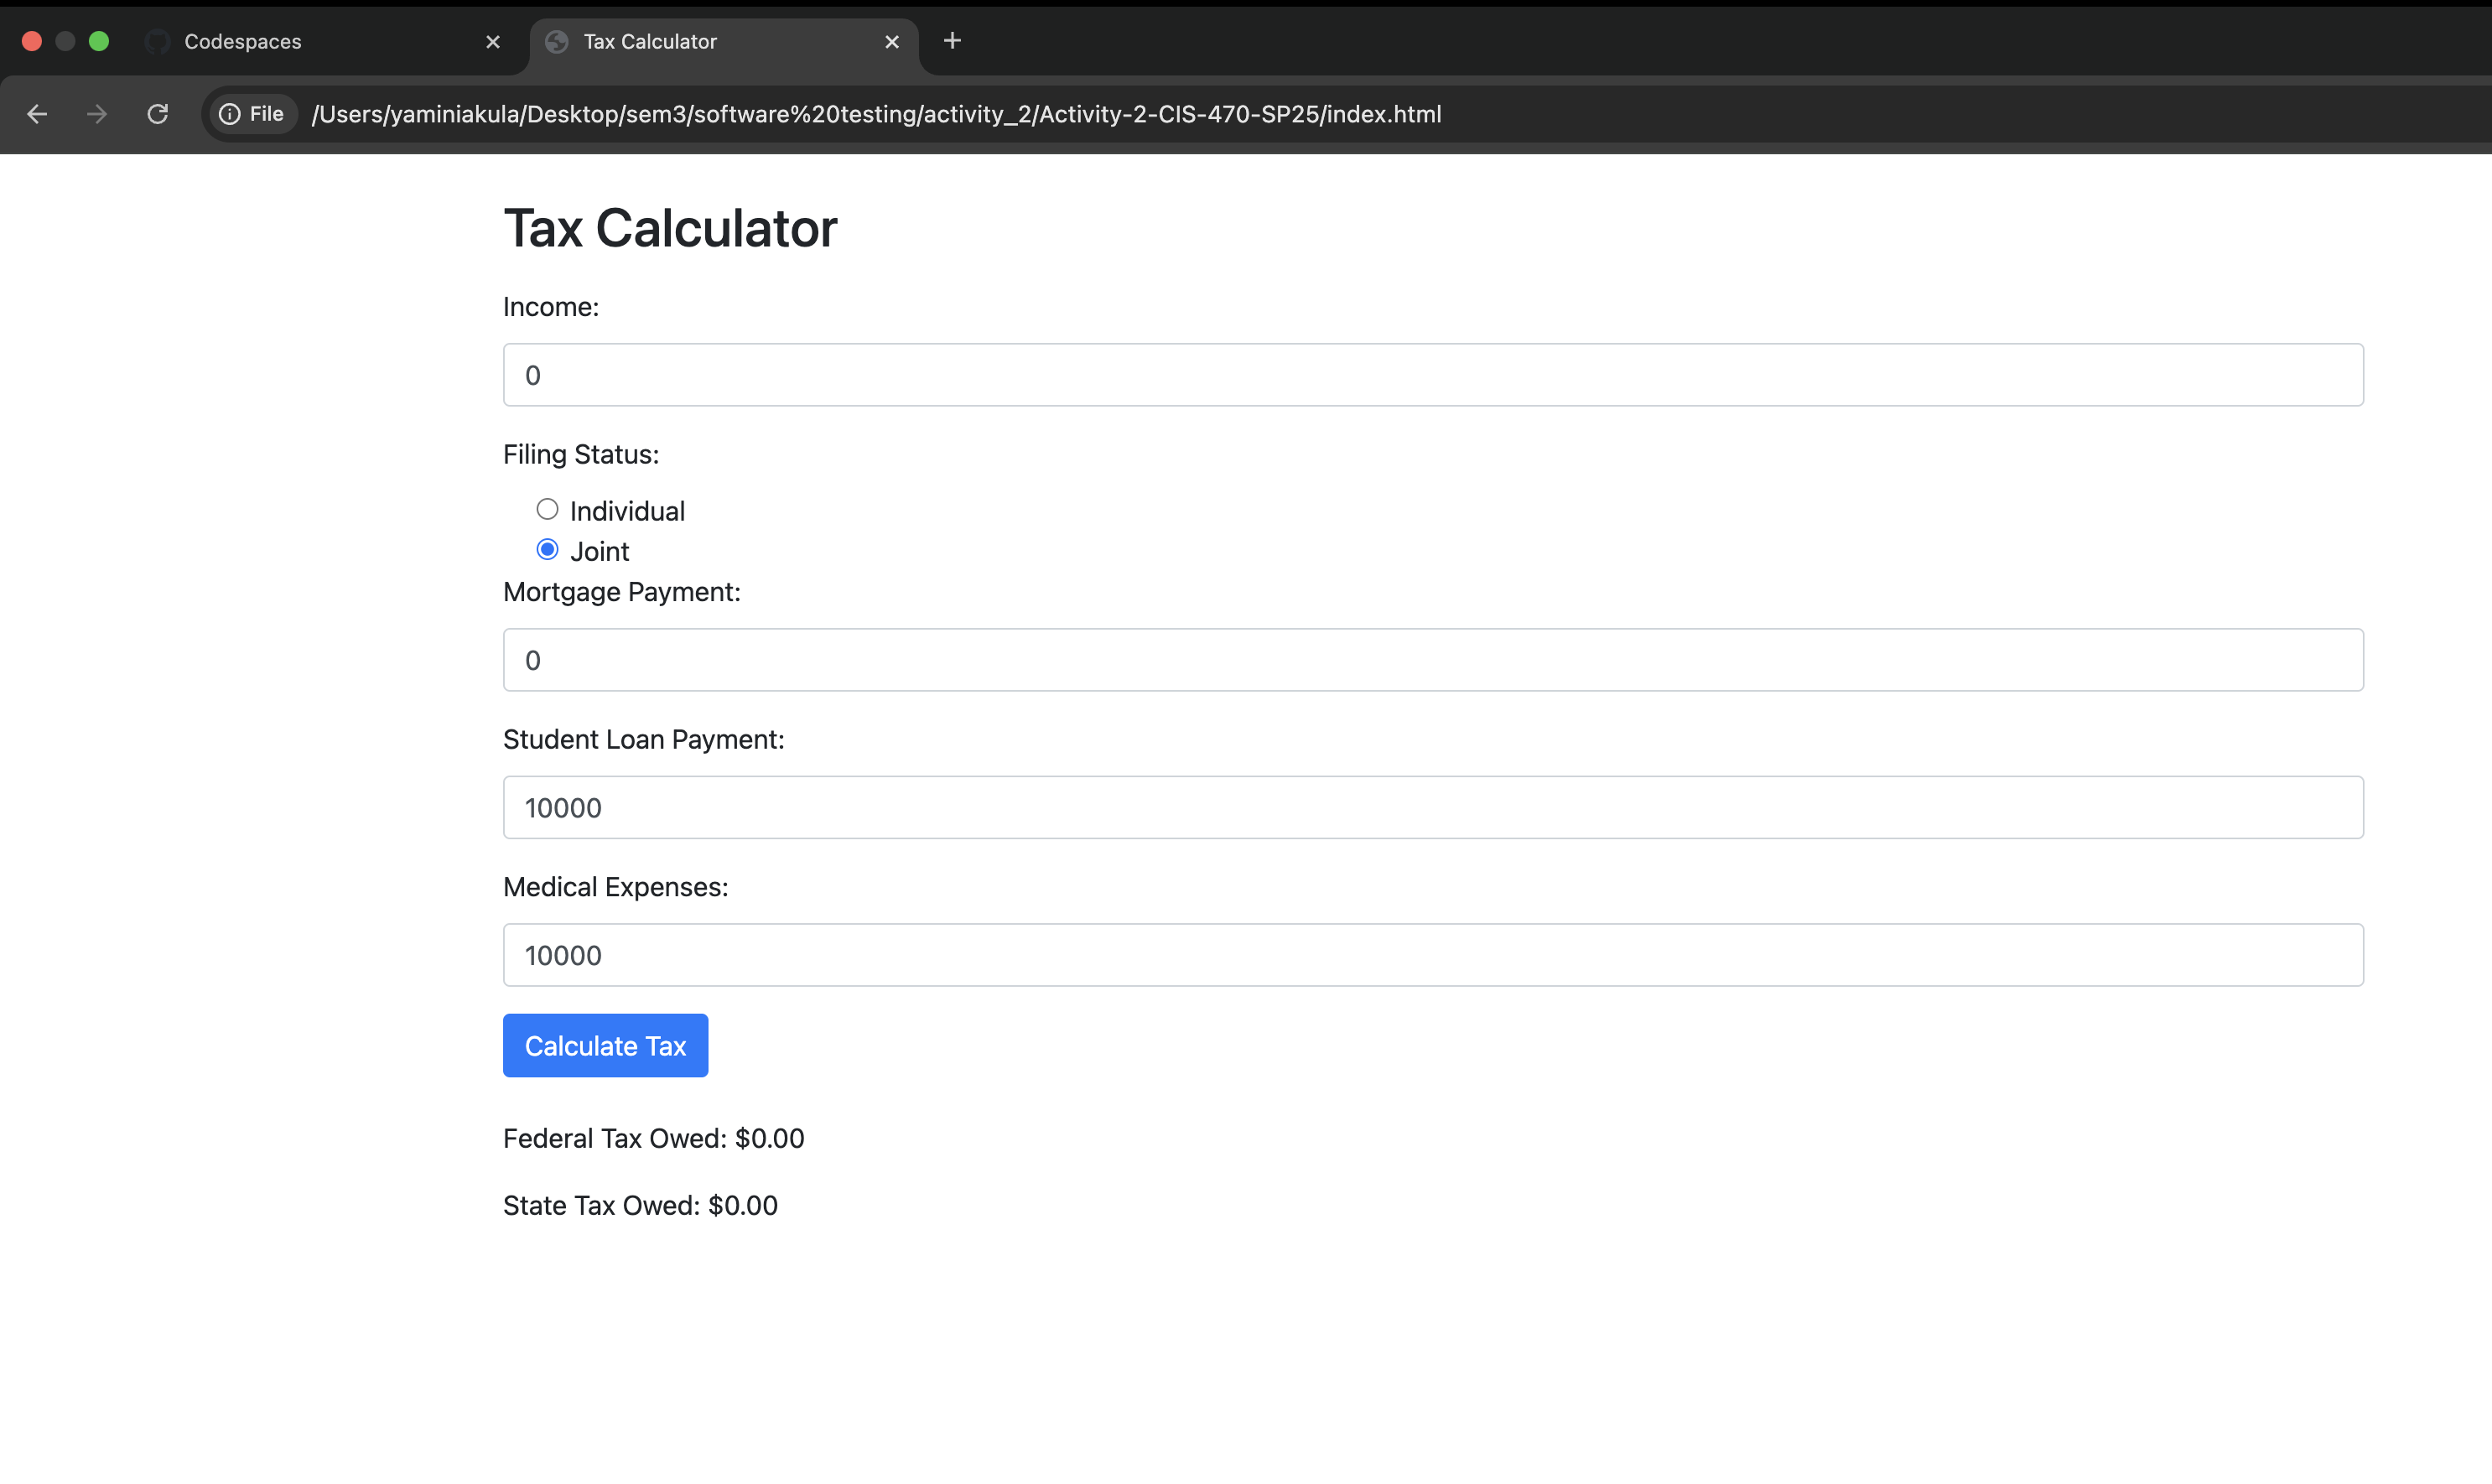 Codespaces
Tax Calculator
File /Users/yaminiakula/Desktop/sem3/software%20testing/activity_2/Activity-2-CIS-470-SP25/index.html
Tax Calculator
Income:
0
Filing Status:
Individual
Joint
Mortgage Payment:
0
Student Loan Payment:
10000
Medical Expenses:
10000
Calculate Tax
Federal Tax Owed: $0.00
State Tax Owed: $0.00